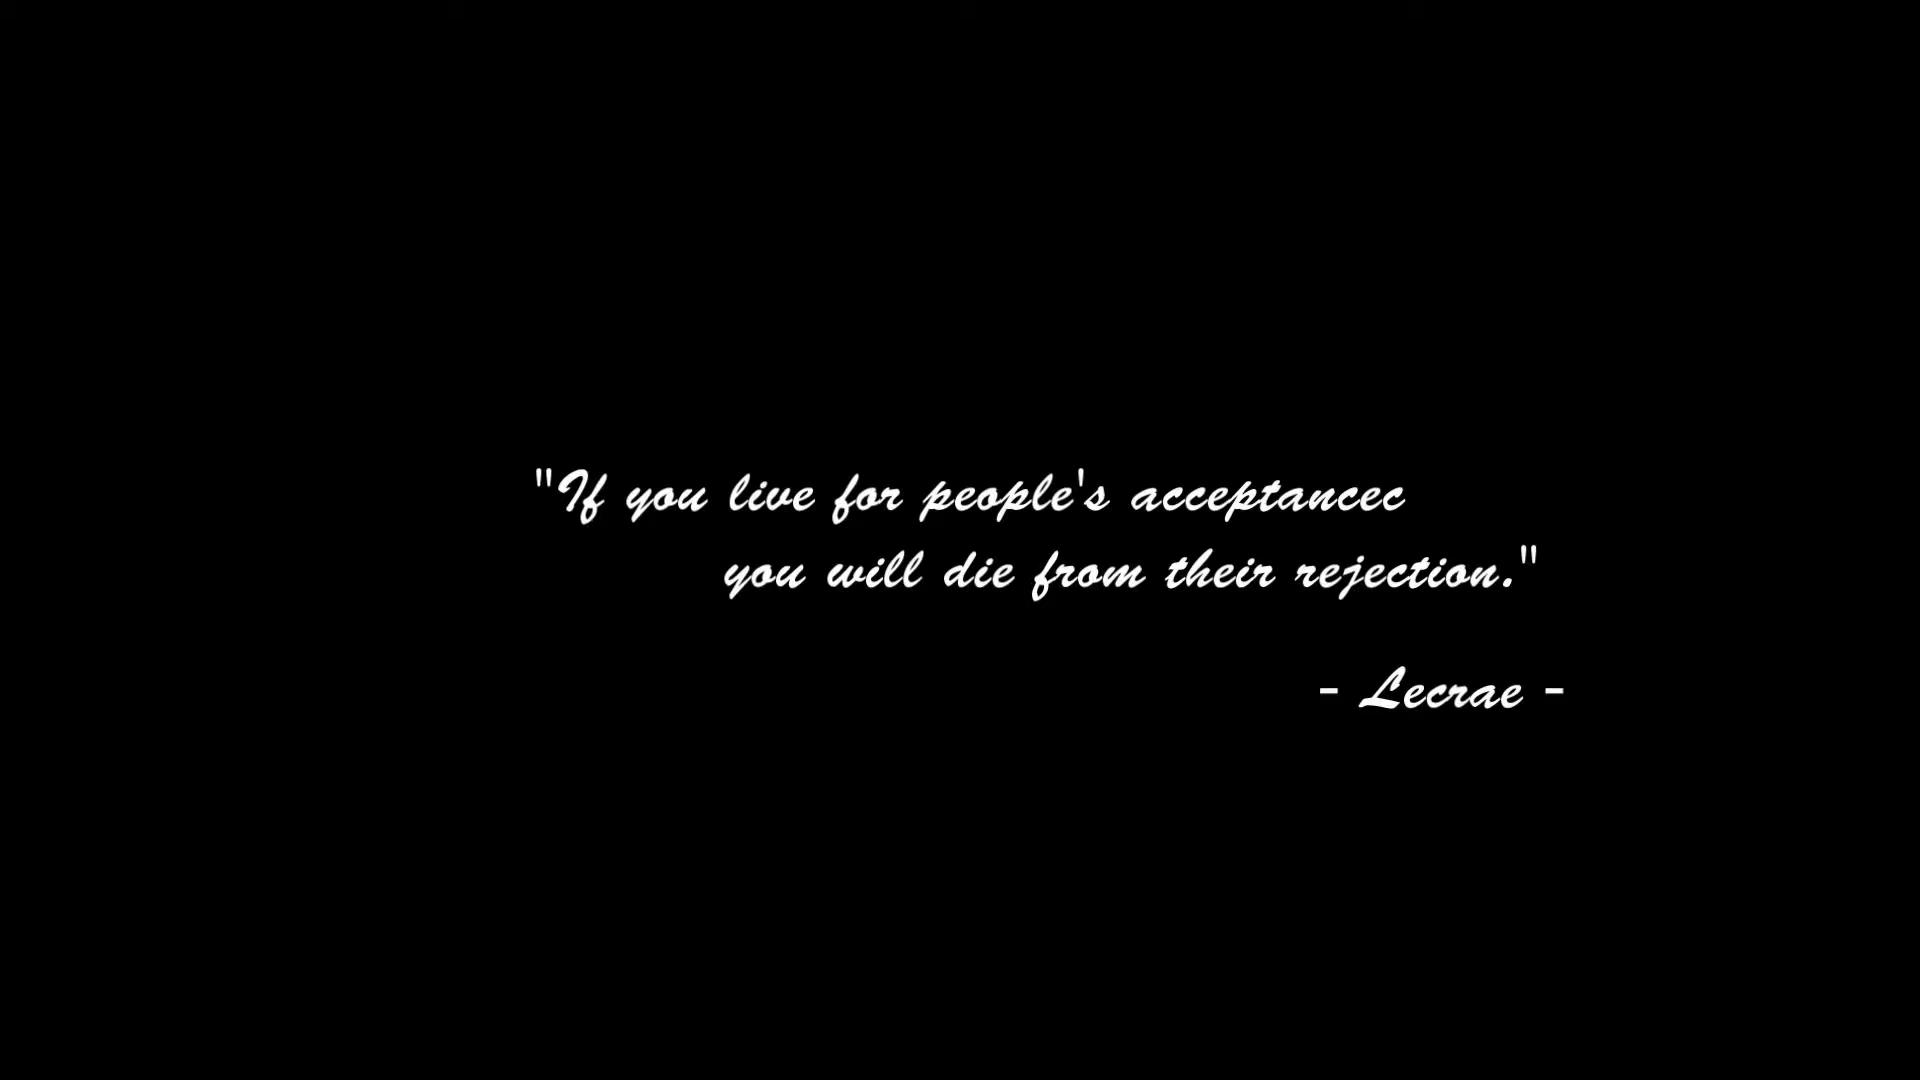 "If you live for people's acceptancec
you will die from their rejection."
- Lecrae -